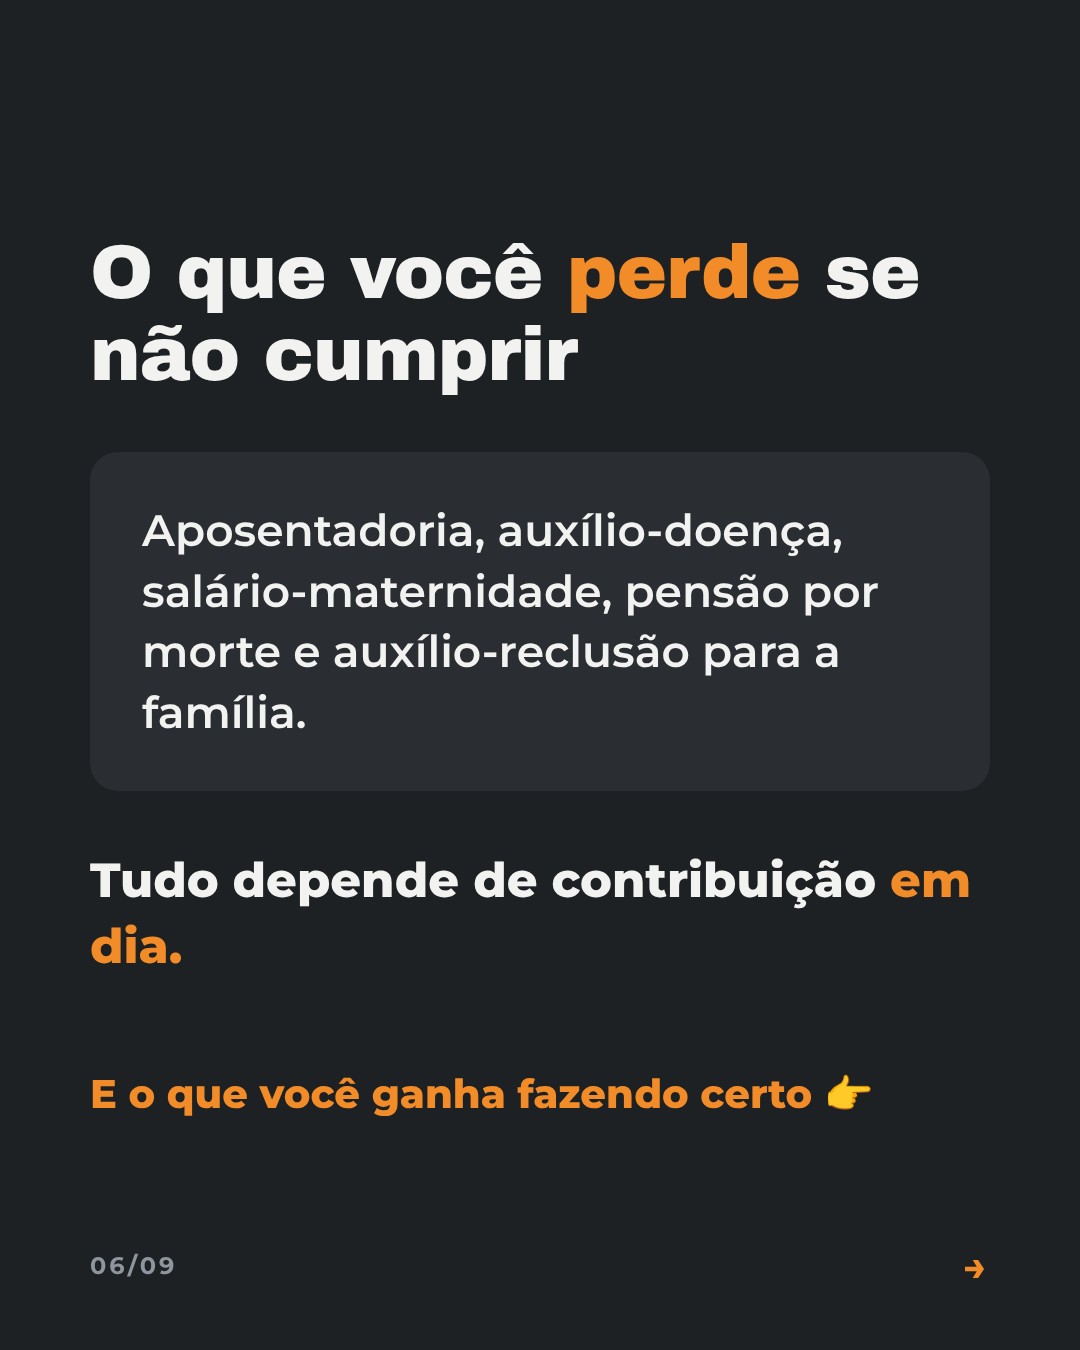 O que você perde se
não cumprir
Aposentadoria, auxílio-doença,
salário-maternidade, pensão por
morte e auxílio-reclusão para a
família.
Tudo depende de contribuição em
dia.
E o que você ganha fazendo certo 👉
06/09 →